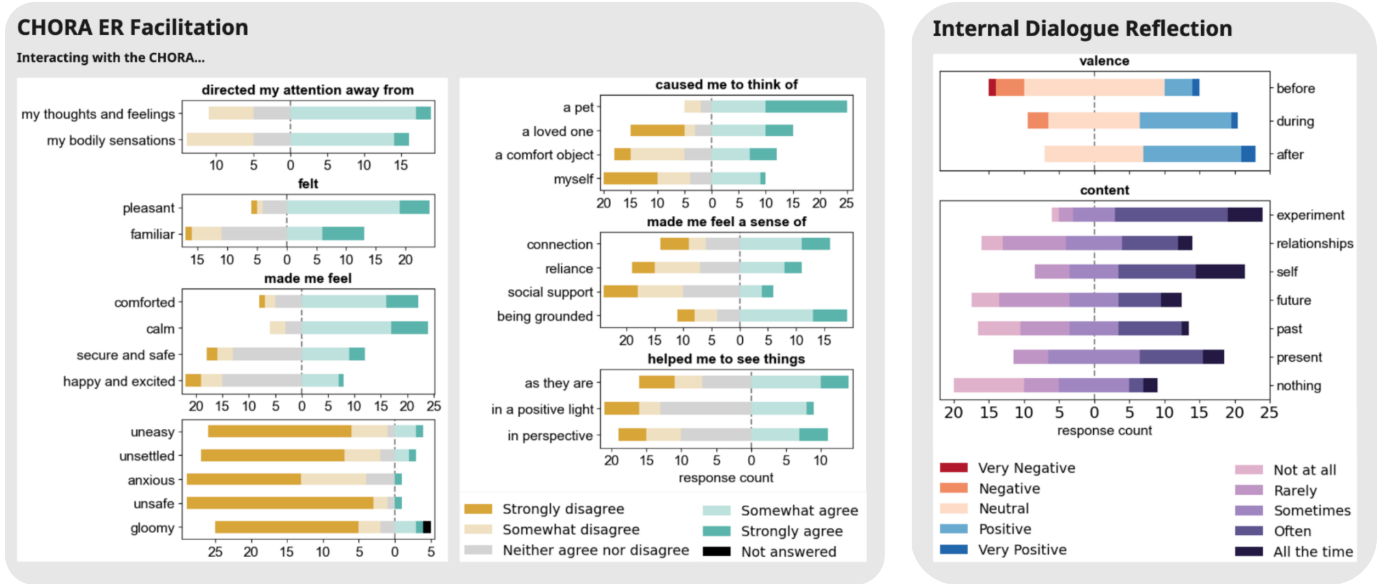 CHORA ER Facilitation
Interacting with the CHORA...
directed my attention away from
my thoughts and feelings
my bodily sensations
10 5 0 5 10 15
felt
pleasant
familiar
15 10 5 0 5 10 15 20
made me feel
comforted
calm
secure and safe
happy and excited
20 15 10 5 0 5 10 15 20 25
uneasy
unsettled
anxious
unsafe
gloomy
25 20 15 10 5 0 5
caused me to think of
a pet
a loved one
a comfort object
myself
20 15 10 5 0 5 10 15 20 25
made me feel a sense of
connection
reliance
social support
being grounded
20 15 10 5 0 5 10 15
helped me to see things
as they are
in a positive light
in perspective
20 15 10 5 0 5 10
response count
Strongly disagree
Somewhat disagree
Neither agree nor disagree
Somewhat agree
Strongly agree
Not answered
Internal Dialogue Reflection
valence
before
during
after
content
experiment
relationships
self
future
past
present
nothing
20 15 10 5 0 5 10 15 20 25
response count
Very Negative
Negative
Neutral
Positive
Very Positive
Not at all
Rarely
Sometimes
Often
All the time